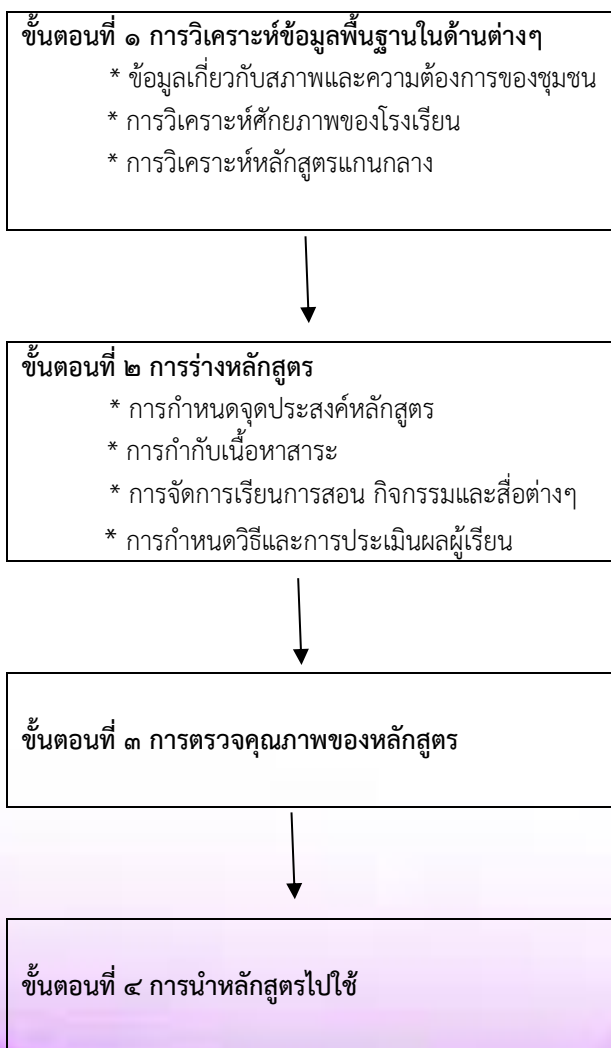 ขั้นตอนที่ ๑ การวิเคราะห์ข้อมูลพื้นฐานในด้านต่างๆ
* ข้อมูลเกี่ยวกับสภาพและความต้องการของชุมชน
* การวิเคราะห์ศักยภาพของโรงเรียน
* การวิเคราะห์หลักสูตรแกนกลาง
ขั้นตอนที่ ๒ การร่างหลักสูตร
* การกำหนดจุดประสงค์หลักสูตร
* การกำกับเนื้อหาสาระ
* การจัดการเรียนการสอน กิจกรรมและสื่อต่างๆ
* การกำหนดวิธีและการประเมินผลผู้เรียน
ขั้นตอนที่ ๓ การตรวจคุณภาพของหลักสูตร
ขั้นตอนที่ ๔ การนำหลักสูตรไปใช้